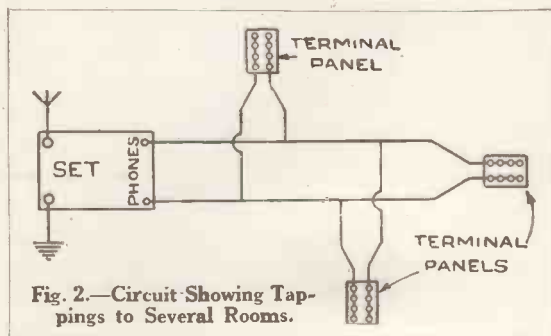 TERMINAL
PANEL
SET
PHONES
TERMINAL
PANELS
Fig. 2.—Circuit Showing Tap-
pings to Several Rooms.